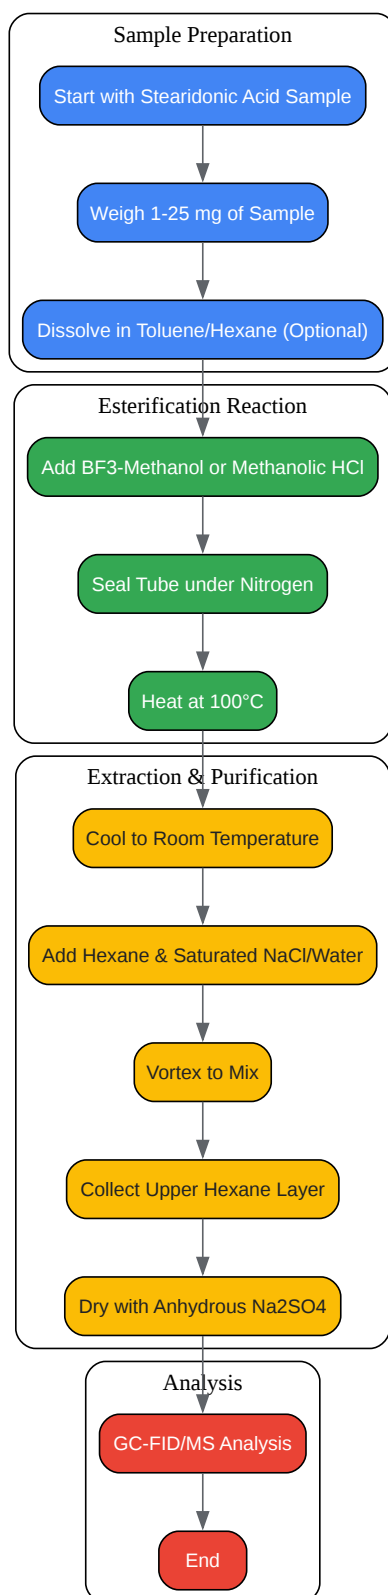 Sample Preparation
Start with Stearidonic Acid Sample
Weigh 1-25 mg of Sample
Dissolve in Toluene/Hexane (Optional)
Esterification Reaction
Add BF3-Methanol or Methanolic HCl
Seal Tube under Nitrogen
Heat at 100°C
Extraction & Purification
Cool to Room Temperature
Add Hexane & Saturated NaCl/Water
Vortex to Mix
Collect Upper Hexane Layer
Dry with Anhydrous Na2SO4
Analysis
GC-FID/MS Analysis
End